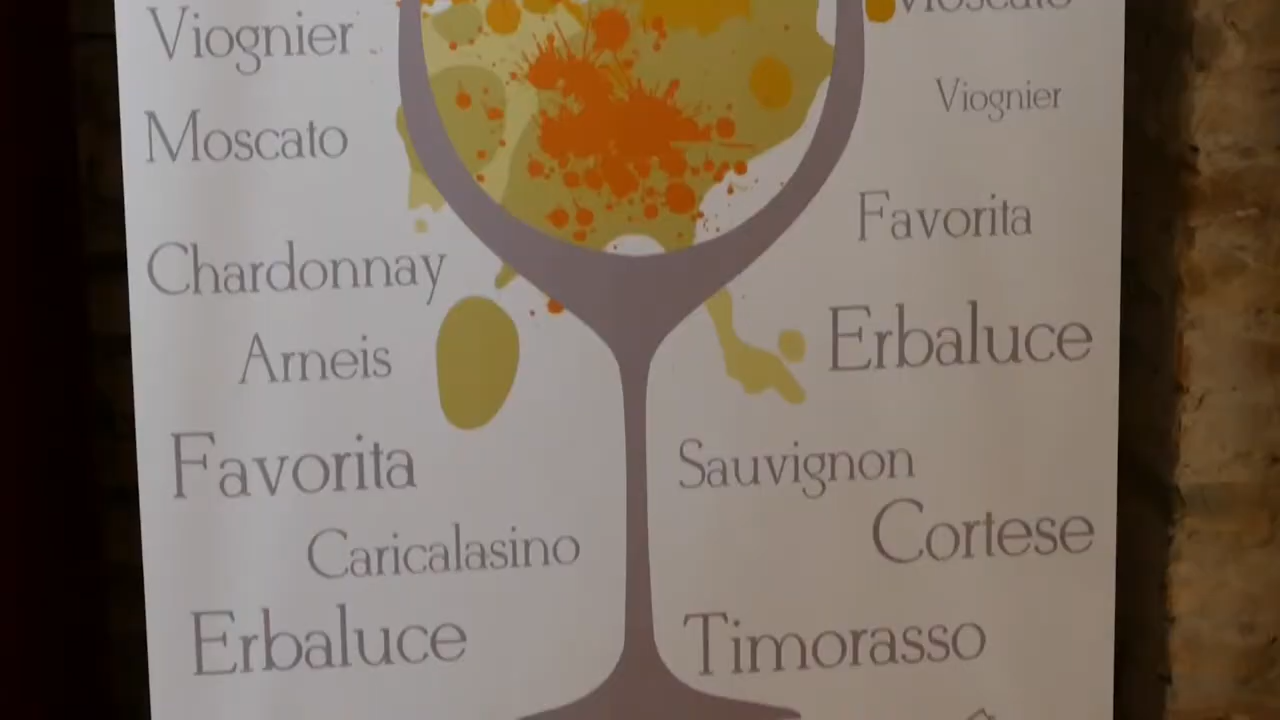 Viognier
Moscato
Chardonnay
Arneis
Favorita
Caricalasino
Erbaluce
Moscato
Viognier
Favorita
Erbaluce
Sauvignon
Cortese
Timorasso